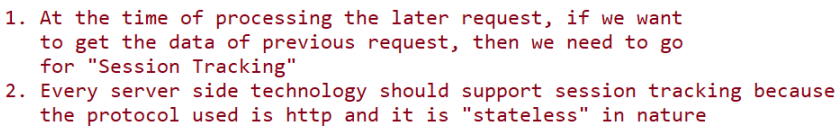 1. At the time of processing the later request, if we want
to get the data of previous request, then we need to go
for "Session Tracking"
2. Every server side technology should support session tracking because
the protocol used is http and it is "stateless" in nature